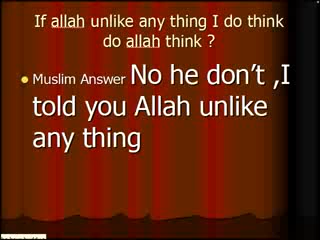 If allah unlike any thing I do think
do allah think ?
Muslim Answer No he don't ,I
told you Allah unlike
any thing